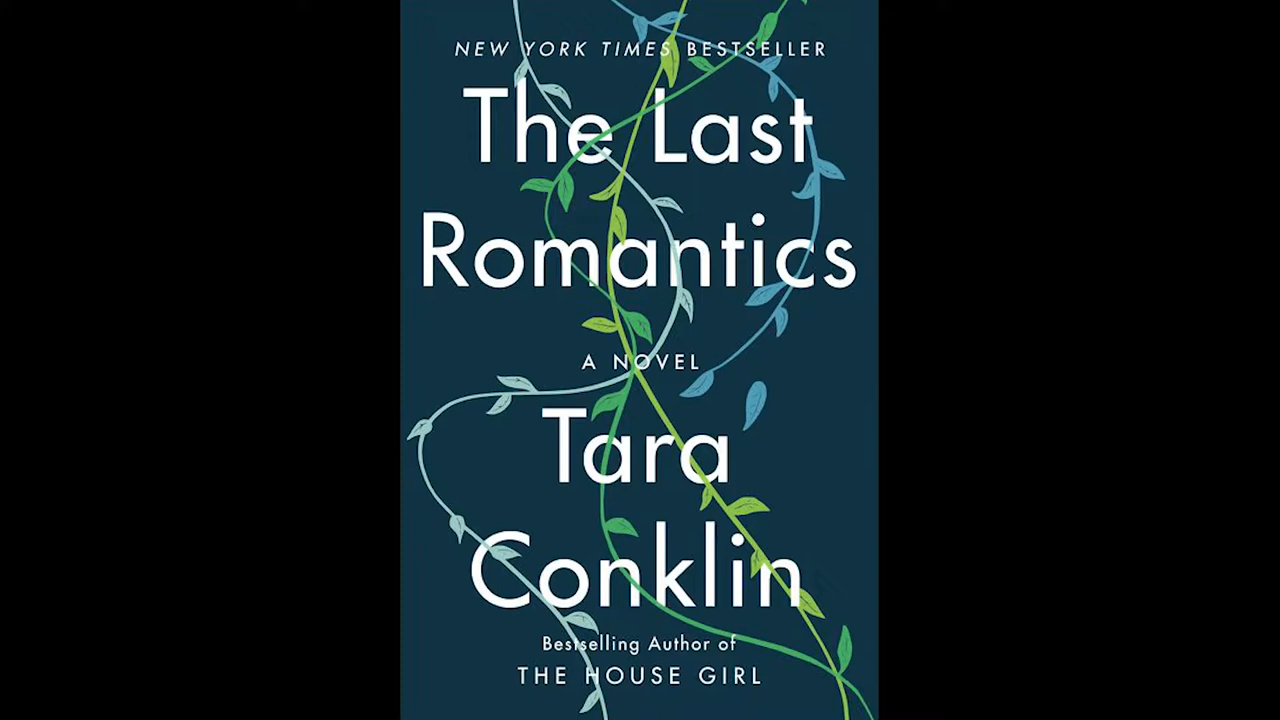 NEW YORK TIMES BESTSELLER
The Last
Romantics
A NOVEL
Tara
Conklin
Bestselling Author of
THE HOUSE GIRL